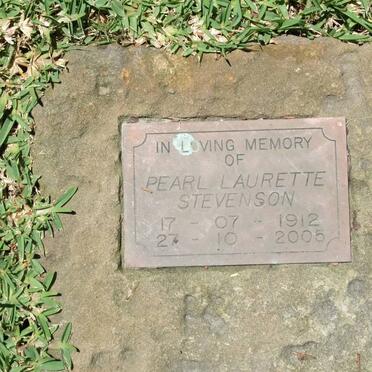 IN LOVING MEMORY
OF
PEARL LAURETTE
STEVENSON
17 - 07 - 1912
27 - 10 - 2005